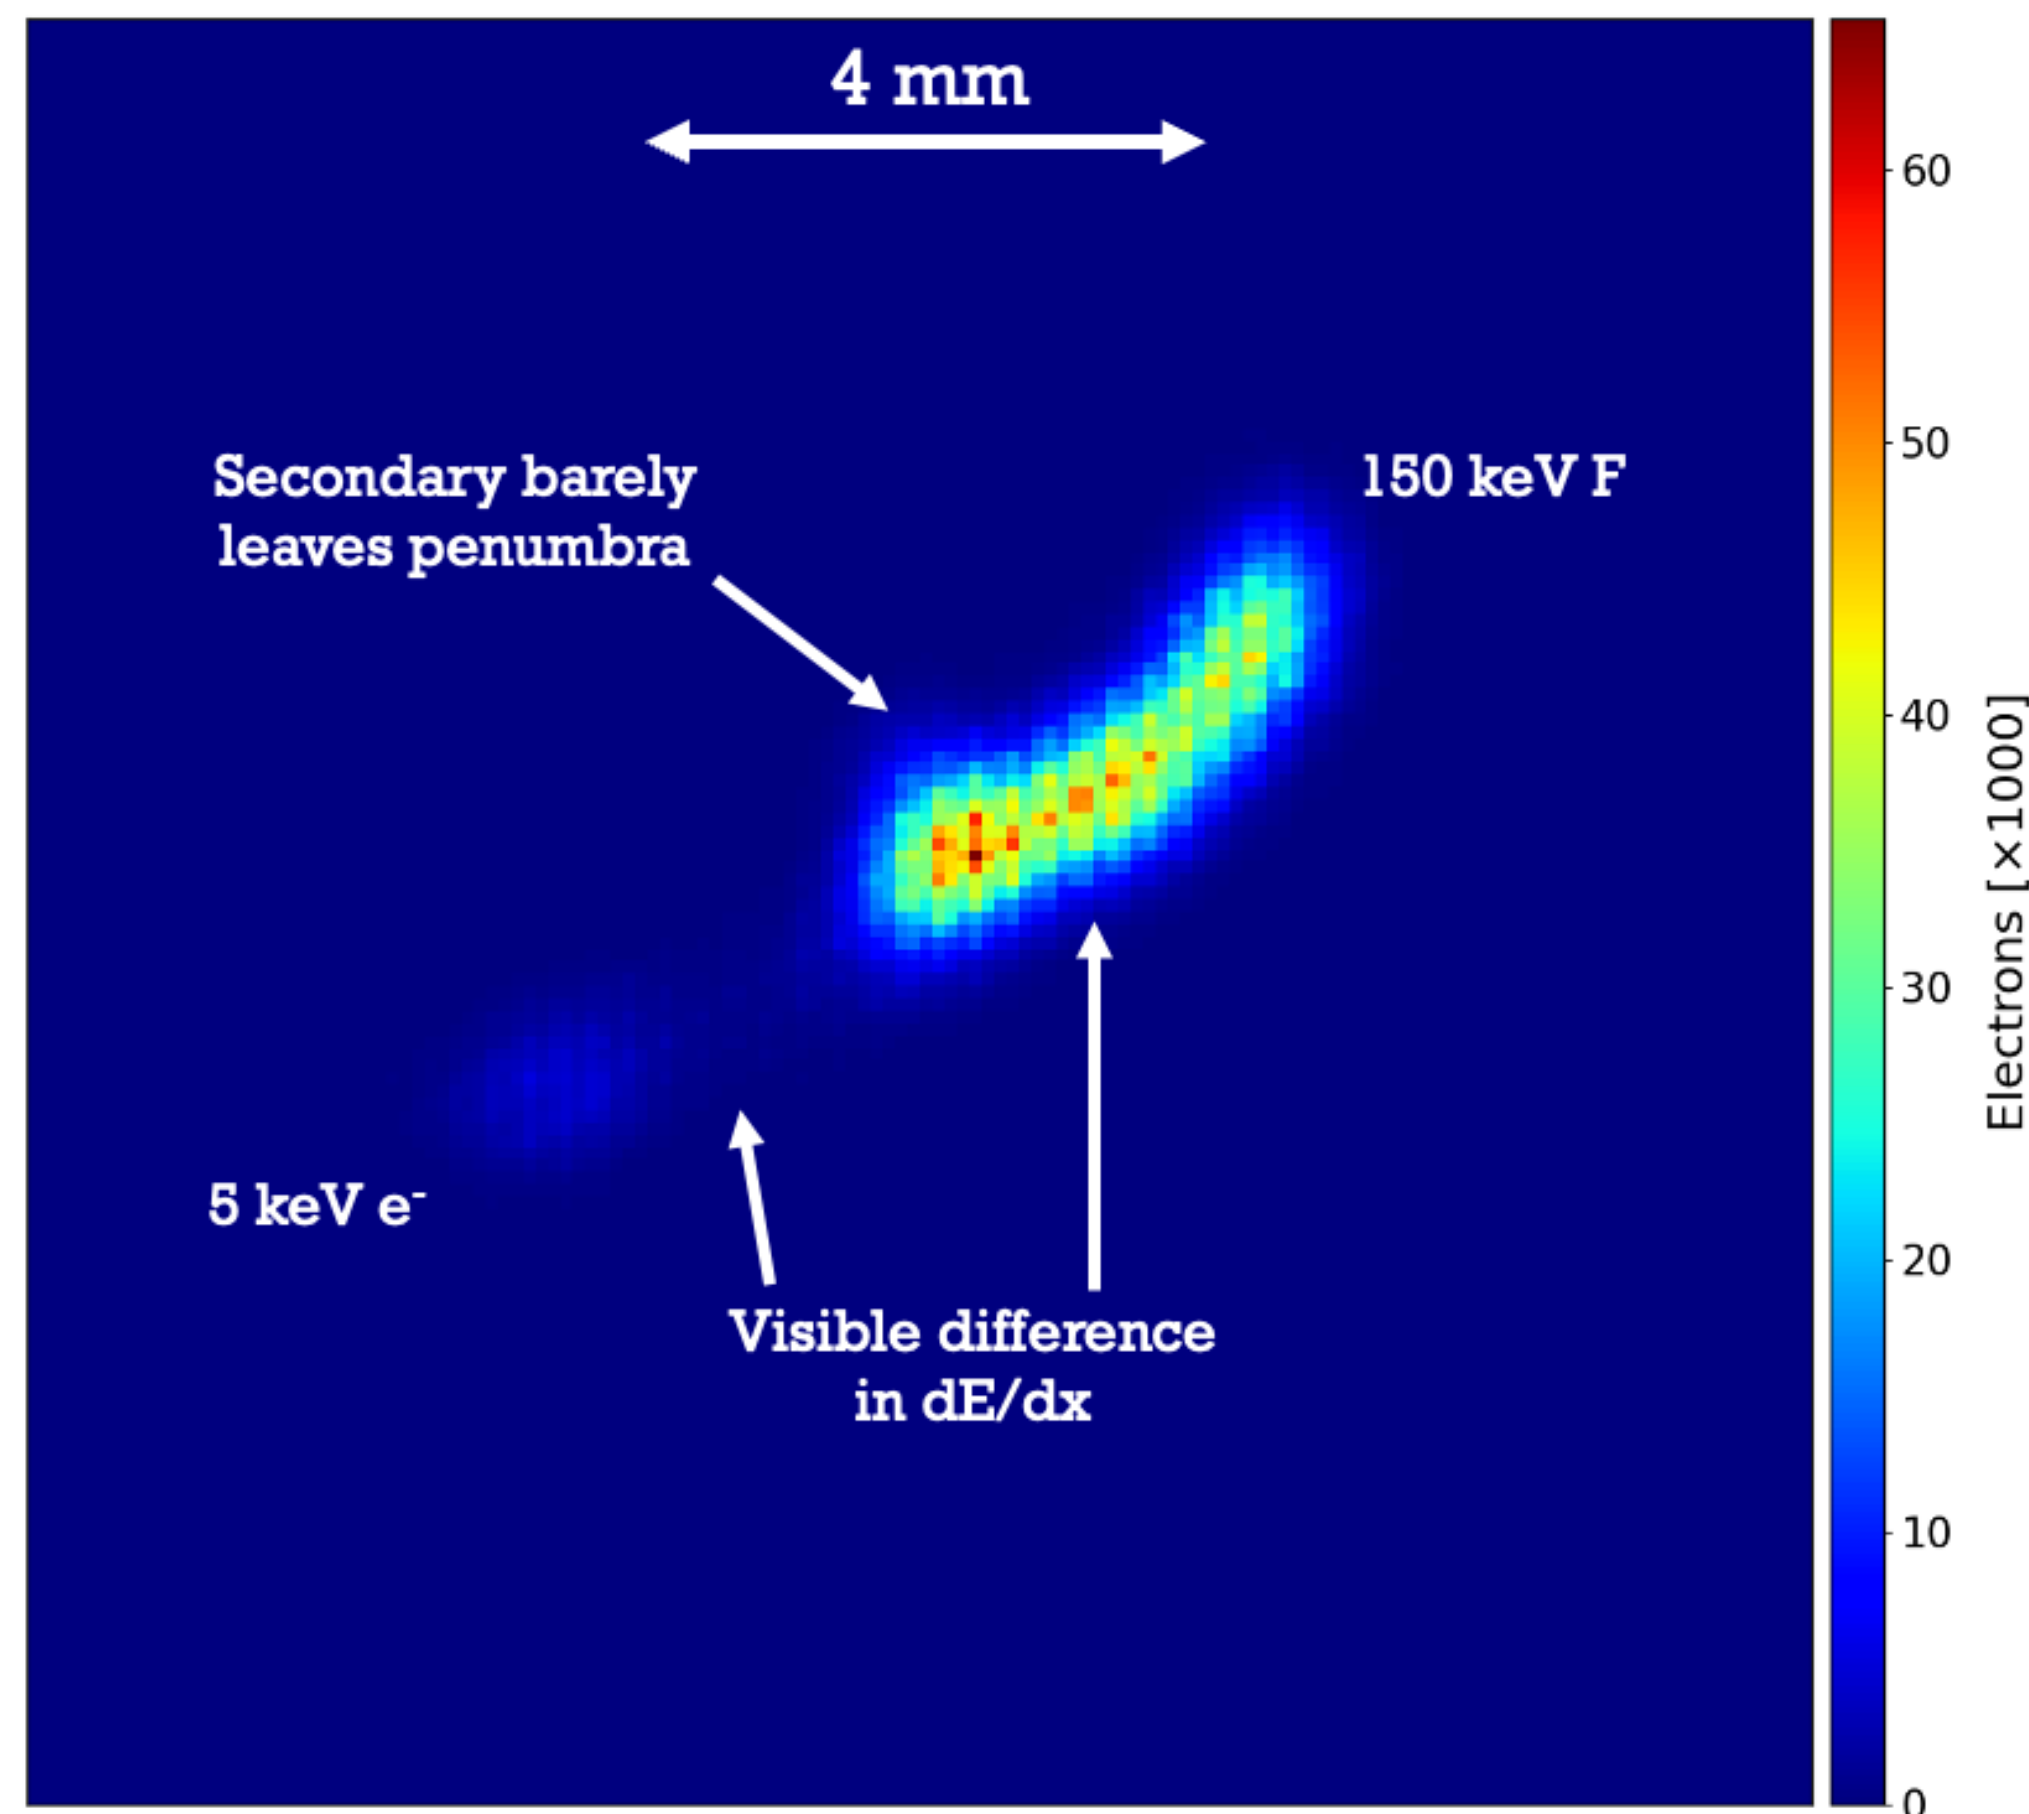 4 mm
Secondary barely
leaves penumbra
150 keV F
5 keV e⁻
Visible difference
in dE/dx
60
50
40
30
20
10
0
Electrons [×1000]